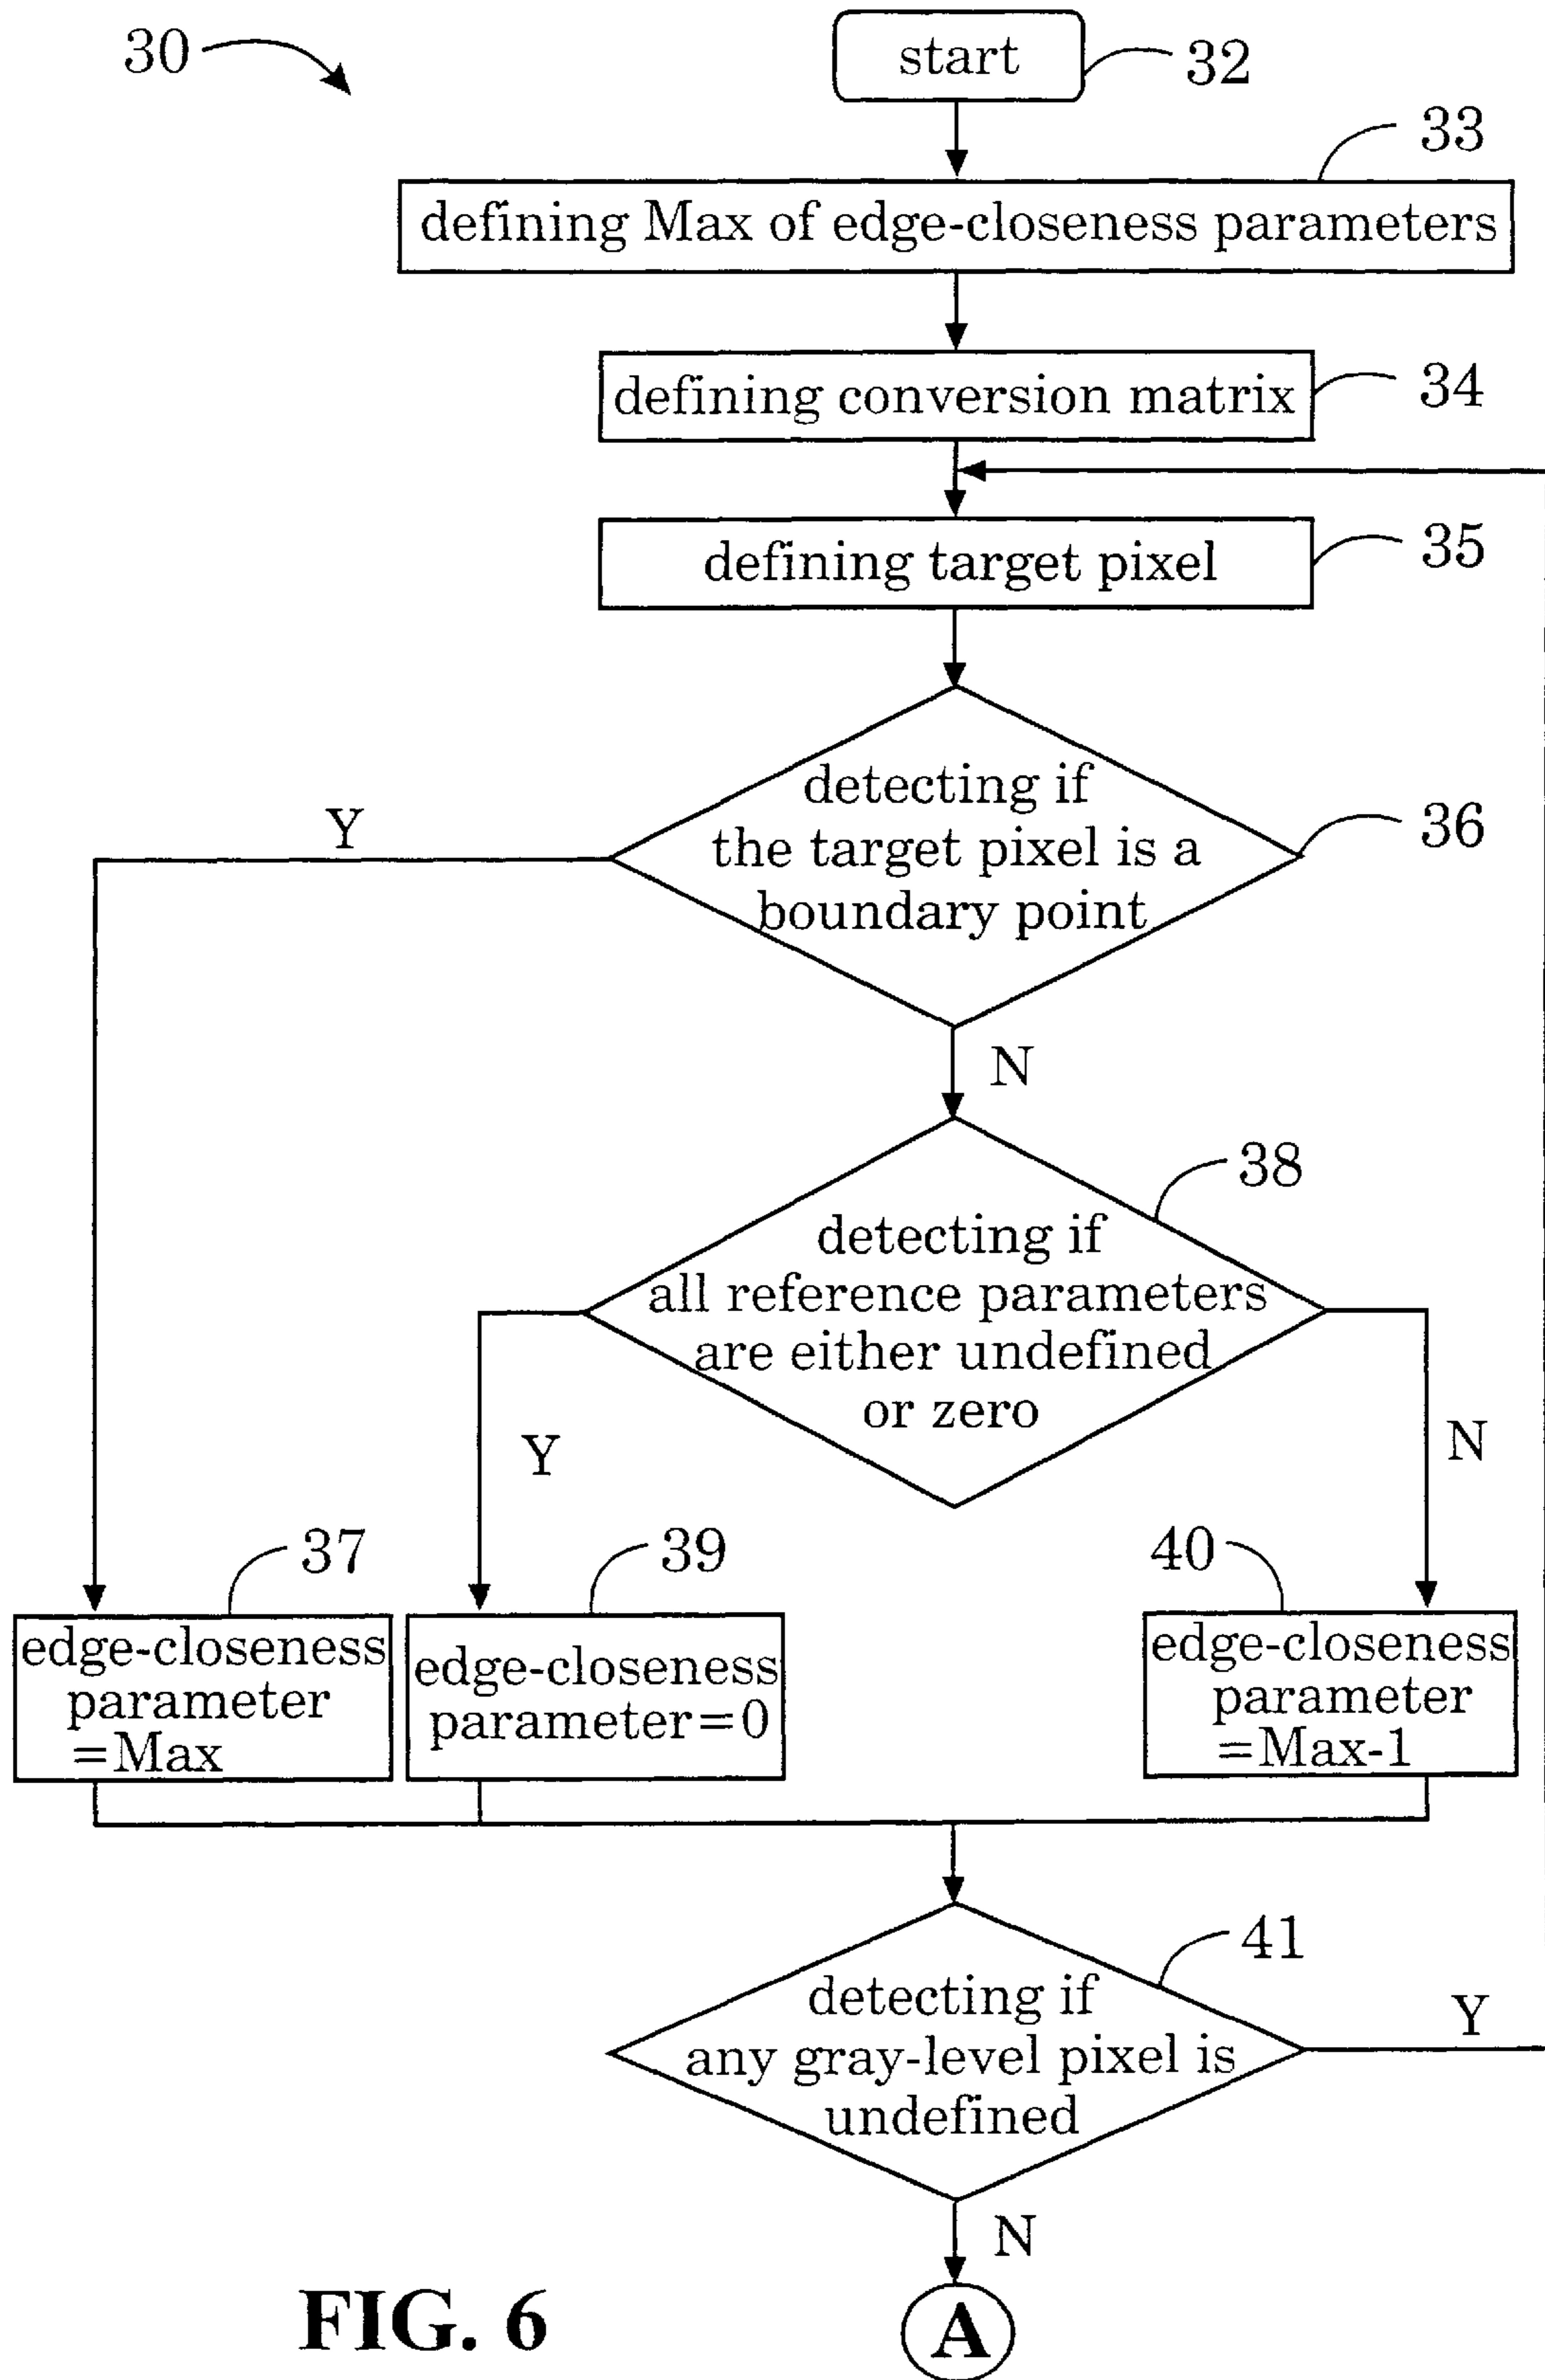 30
start
32
33
defining Max of edge-closeness parameters
defining conversion matrix
34
defining target pixel
35
detecting if
the target pixel is a
boundary point
36
Y
N
38
detecting if
all reference parameters
are either undefined
or zero
Y
N
37
39
40
edge-closeness
parameter
=Max
edge-closeness
parameter=0
edge-closeness
parameter
=Max-1
41
detecting if
any gray-level pixel is
undefined
Y
N
A
FIG. 6